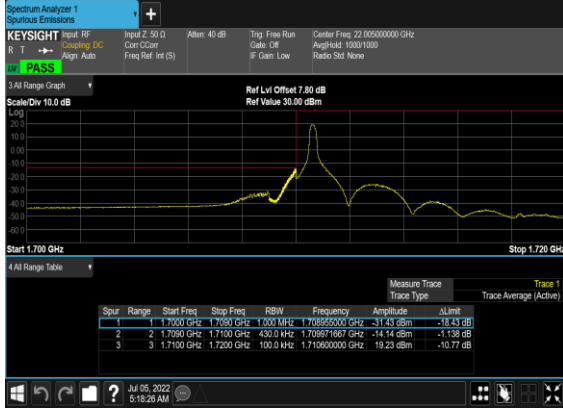 Spectrum Analyzer 1
Spurious Emissions
+
KEYSIGHT Input: RF Input Z: 50 Ω Atten: 40 dB Trig: Free Run Center Freq: 22.005000000 GHz
R T Coupling: DC Corr CCorr Gate: Off Avg|Hold: 1000/1000
Align: Auto Freq Ref: Int (S) IF Gain: Low Radio Std: None
PASS
3 All Range Graph
Ref Lvl Offset 7.80 dB
Scale/Div 10.0 dB Ref Value 30.00 dBm
Log
20.0
10.0
0.00
-10.0
-20.0
-30.0
-40.0
-50.0
-60.0
Start 1.700 GHz Stop 1.720 GHz
4 All Range Table
Measure Trace Trace 1
Trace Type Trace Average (Active)
Spur Range Start Freq Stop Freq RBW Frequency Amplitude ΔLimit
1 1 1.7000 GHz 1.7090 GHz 1.000 MHz 1.708955000 GHz -31.43 dBm -18.43 dB
2 2 1.7090 GHz 1.7100 GHz 430.0 kHz 1.709971667 GHz -14.14 dBm -1.138 dB
3 3 1.7100 GHz 1.7200 GHz 100.0 kHz 1.710600000 GHz 19.23 dBm -10.77 dB
? Jul 05, 2022
5:18:26 AM